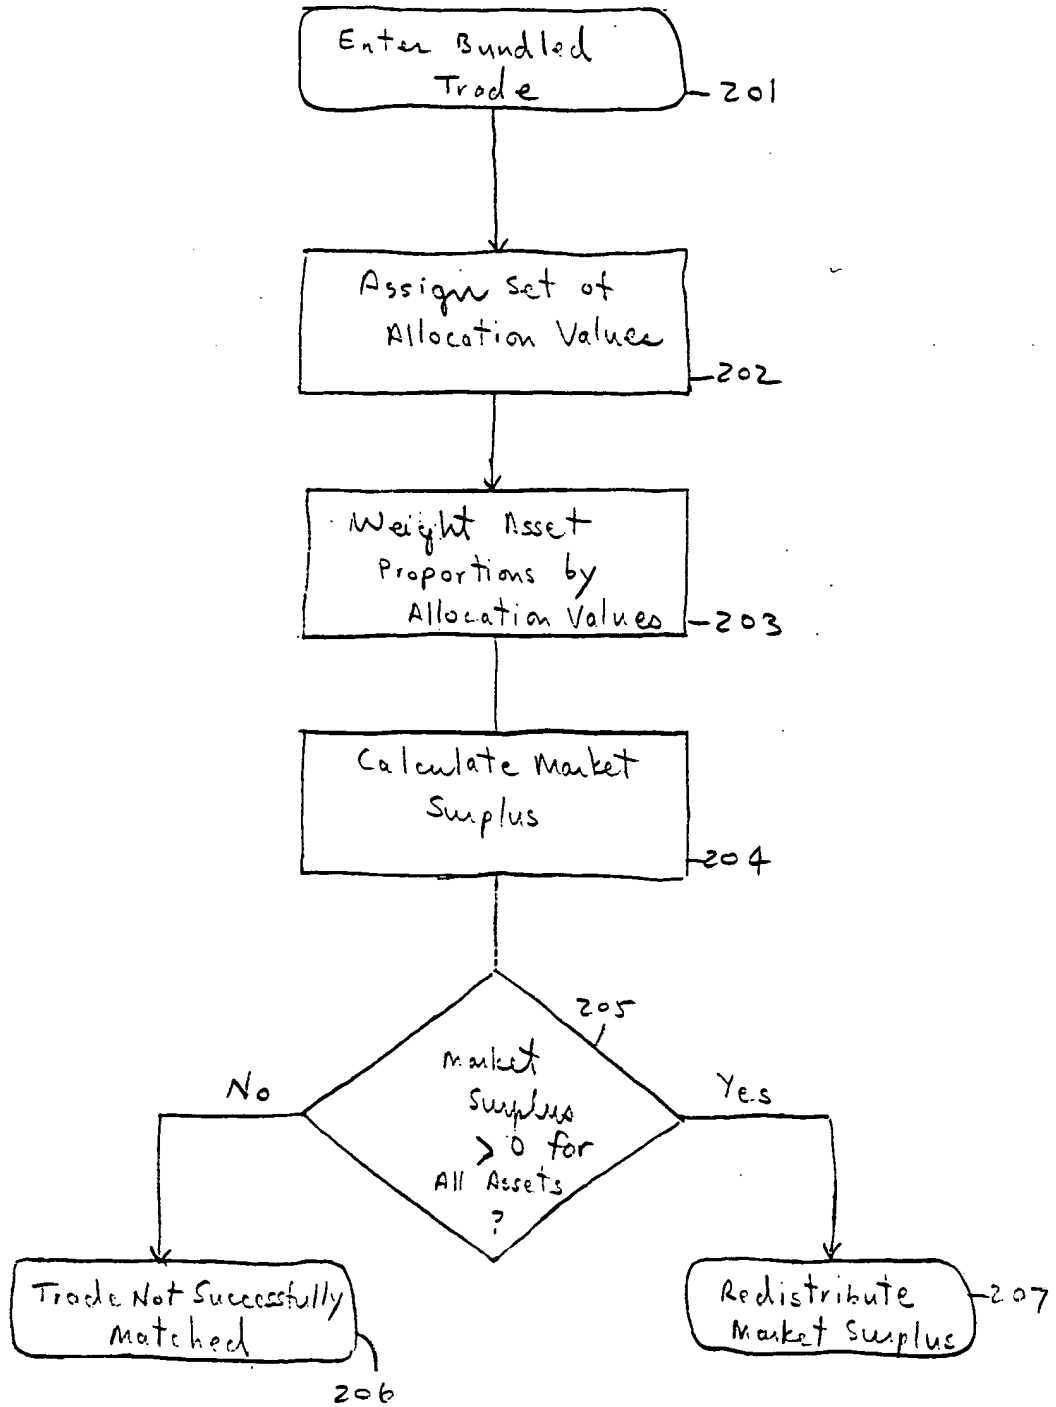 Enter Bundled
Trade
201
Assign Set of
Allocation Values
202
Weight Asset
Proportions by
Allocation Values
203
Calculate Market
Surplus
204
205
Market
Surplus
> 0 for
All Assets
?
No
Yes
Trade Not Successfully
Matched
206
Redistribute
Market Surplus
207